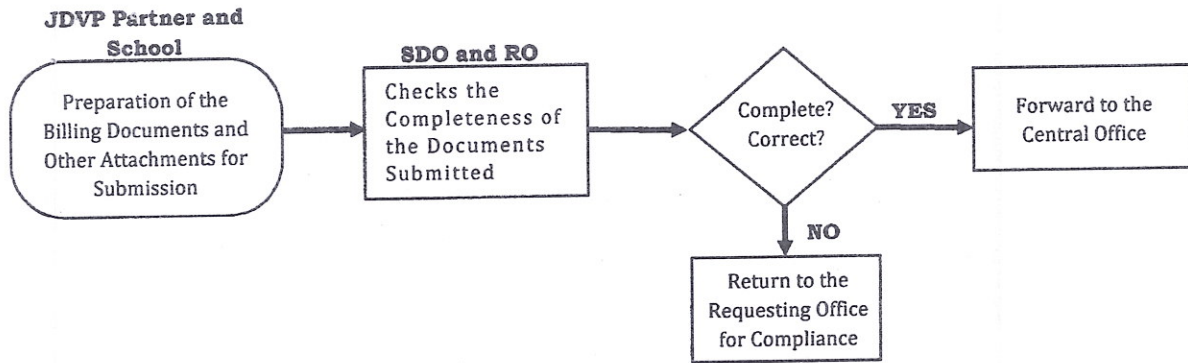 JDVP Partner and
School
Preparation of the
Billing Documents and
Other Attachments for
Submission
SDO and RO
Checks the
Completeness of
the Documents
Submitted
Complete?
Correct?
YES
Forward to the
Central Office
NO
Return to the
Requesting Office
for Compliance